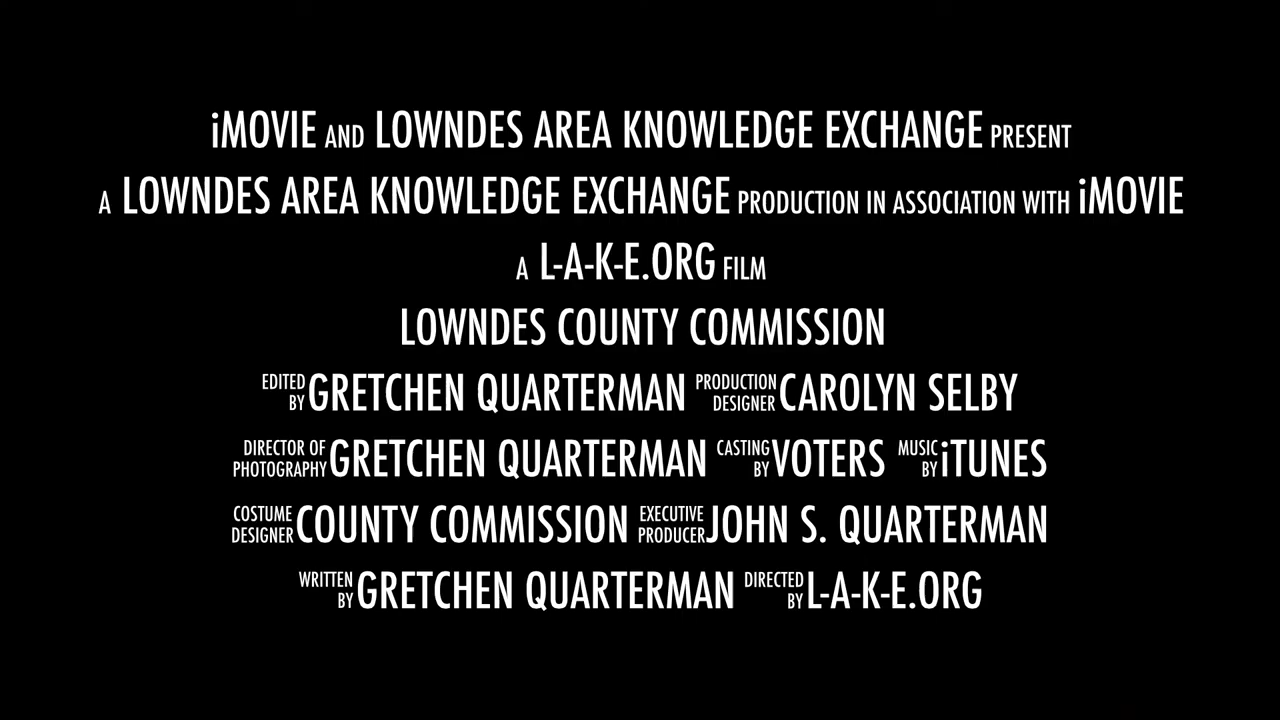 iMOVIE AND LOWNDES AREA KNOWLEDGE EXCHANGE PRESENT
A LOWNDES AREA KNOWLEDGE EXCHANGE PRODUCTION IN ASSOCIATION WITH iMOVIE
A L-A-K-E.ORG FILM
LOWNDES COUNTY COMMISSION
EDITED BY GRETCHEN QUARTERMAN PRODUCTION DESIGNER CAROLYN SELBY
DIRECTOR OF PHOTOGRAPHY GRETCHEN QUARTERMAN CASTING BY VOTERS MUSIC BY iTUNES
COSTUME DESIGNER COUNTY COMMISSION EXECUTIVE PRODUCER JOHN S. QUARTERMAN
WRITTEN BY GRETCHEN QUARTERMAN DIRECTED BY L-A-K-E.ORG